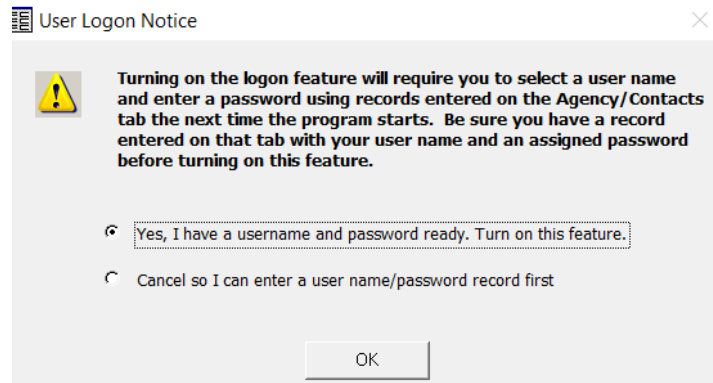 User Logon Notice
Turning on the logon feature will require you to select a user name
and enter a password using records entered on the Agency/Contacts
tab the next time the program starts.  Be sure you have a record
entered on that tab with your user name and an assigned password
before turning on this feature.
Yes, I have a username and password ready. Turn on this feature.
Cancel so I can enter a user name/password record first
OK